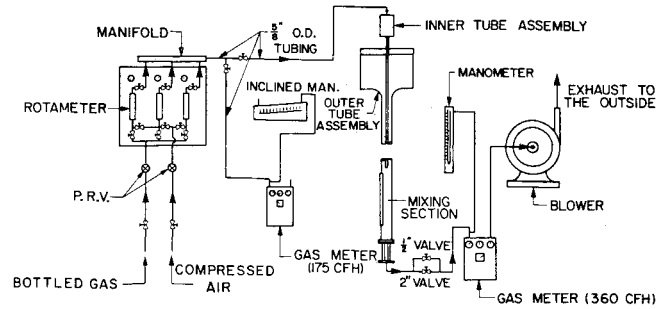 MANIFOLD
5/8" O.D.
TUBING
INNER TUBE ASSEMBLY
INCLINED MAN.
MANOMETER
EXHAUST TO
THE OUTSIDE
ROTAMETER
OUTER
TUBE
ASSEMBLY
P.R.V.
MIXING
SECTION
BLOWER
1/2" VALVE
2" VALVE
BOTTLED GAS
COMPRESSED
AIR
GAS METER
(175 CFH)
GAS METER (360 CFH)